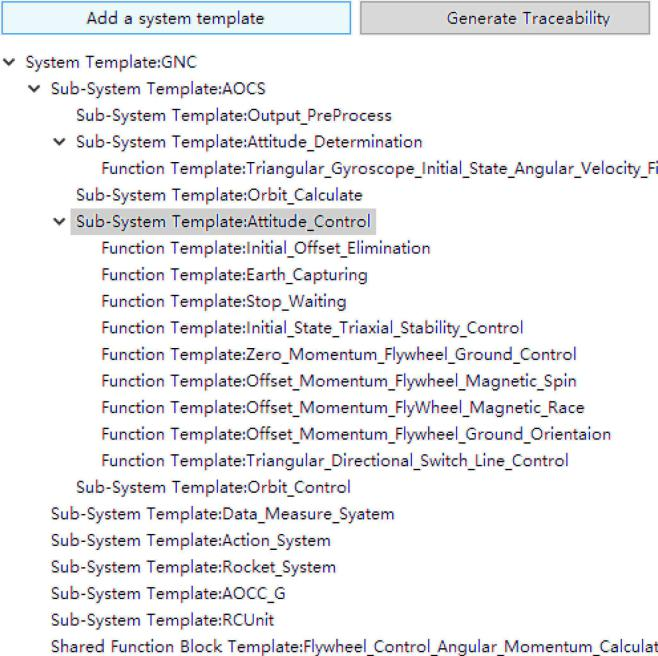 Add a system template
Generate Traceability
System Template:GNC
Sub-System Template:AOCS
Sub-System Template:Output_PreProcess
Sub-System Template:Attitude_Determination
Function Template:Triangular_Gyroscope_Initial_State_Angular_Velocity_Fi
Sub-System Template:Orbit_Calculate
Sub-System Template:Attitude_Control
Function Template:Initial_Offset_Elimination
Function Template:Earth_Capturing
Function Template:Stop_Waiting
Function Template:Initial_State_Triaxial_Stability_Control
Function Template:Zero_Momentum_Flywheel_Ground_Control
Function Template:Offset_Momentum_Flywheel_Magnetic_Spin
Function Template:Offset_Momentum_FlyWheel_Magnetic_Race
Function Template:Offset_Momentum_Flywheel_Ground_Orientaion
Function Template:Triangular_Directional_Switch_Line_Control
Sub-System Template:Orbit_Control
Sub-System Template:Data_Measure_Syatem
Sub-System Template:Action_System
Sub-System Template:Rocket_System
Sub-System Template:AOCC_G
Sub-System Template:RCUnit
Shared Function Block Template:Flywheel_Control_Angular_Momentum_Calculat